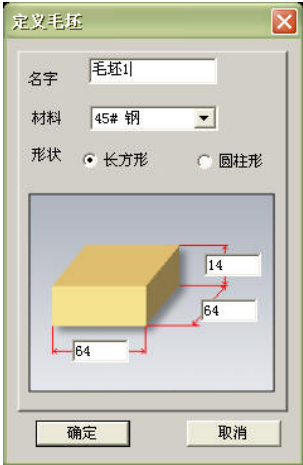 定义毛坯
名字 毛坯1
材料 45# 钢
形状 长方形 圆柱形
14
64
64
确定 取消